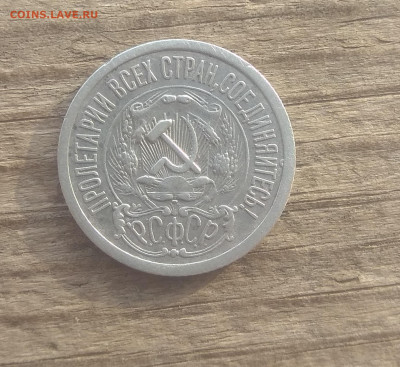 COINS.LAVE.RU
ПРОЛЕТАРИИ ВСЕХ СТРАН, СОЕДИНЯЙТЕСЬ!
Р.С.Ф.С.Р.